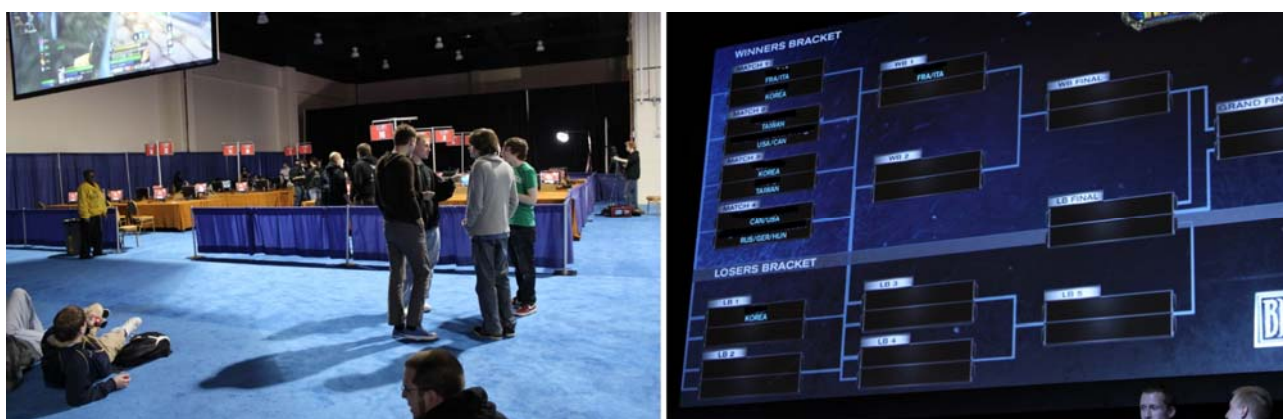 WINNERS BRACKET
MATCH 1
FRA/ITA
KOREA
MATCH 2
TAIWAN
USA/CAN
MATCH 3
KOREA
TAIWAN
MATCH 4
CAN/USA
RUS/GER/HUN
WB 1
FRA/ITA
WB 2
WB FINAL
GRAND FIN
LB FINAL
LOSERS BRACKET
LB 1
KOREA
LB 2
LB 3
LB 4
LB 5